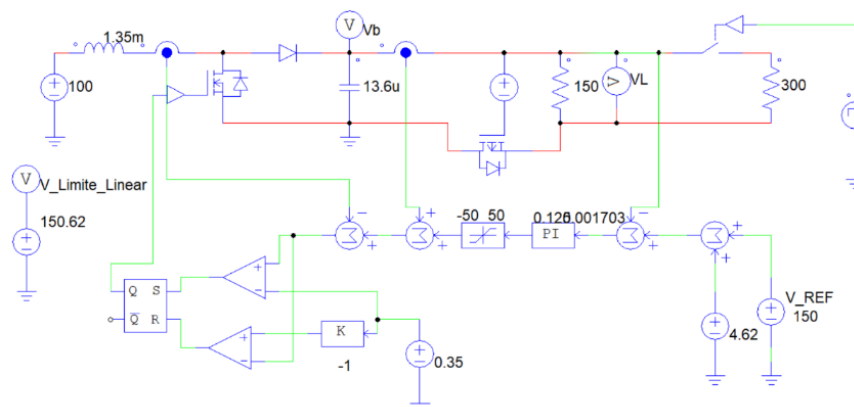 1.35m
V
Vb
100
13.6u
150
V
VL
300
V
V_Limite_Linear
150.62
-50 50
0.125
0.001703
PI
Σ
Σ
Σ
Σ
V_REF
150
4.62
Q S
Q R
K
-1
0.35